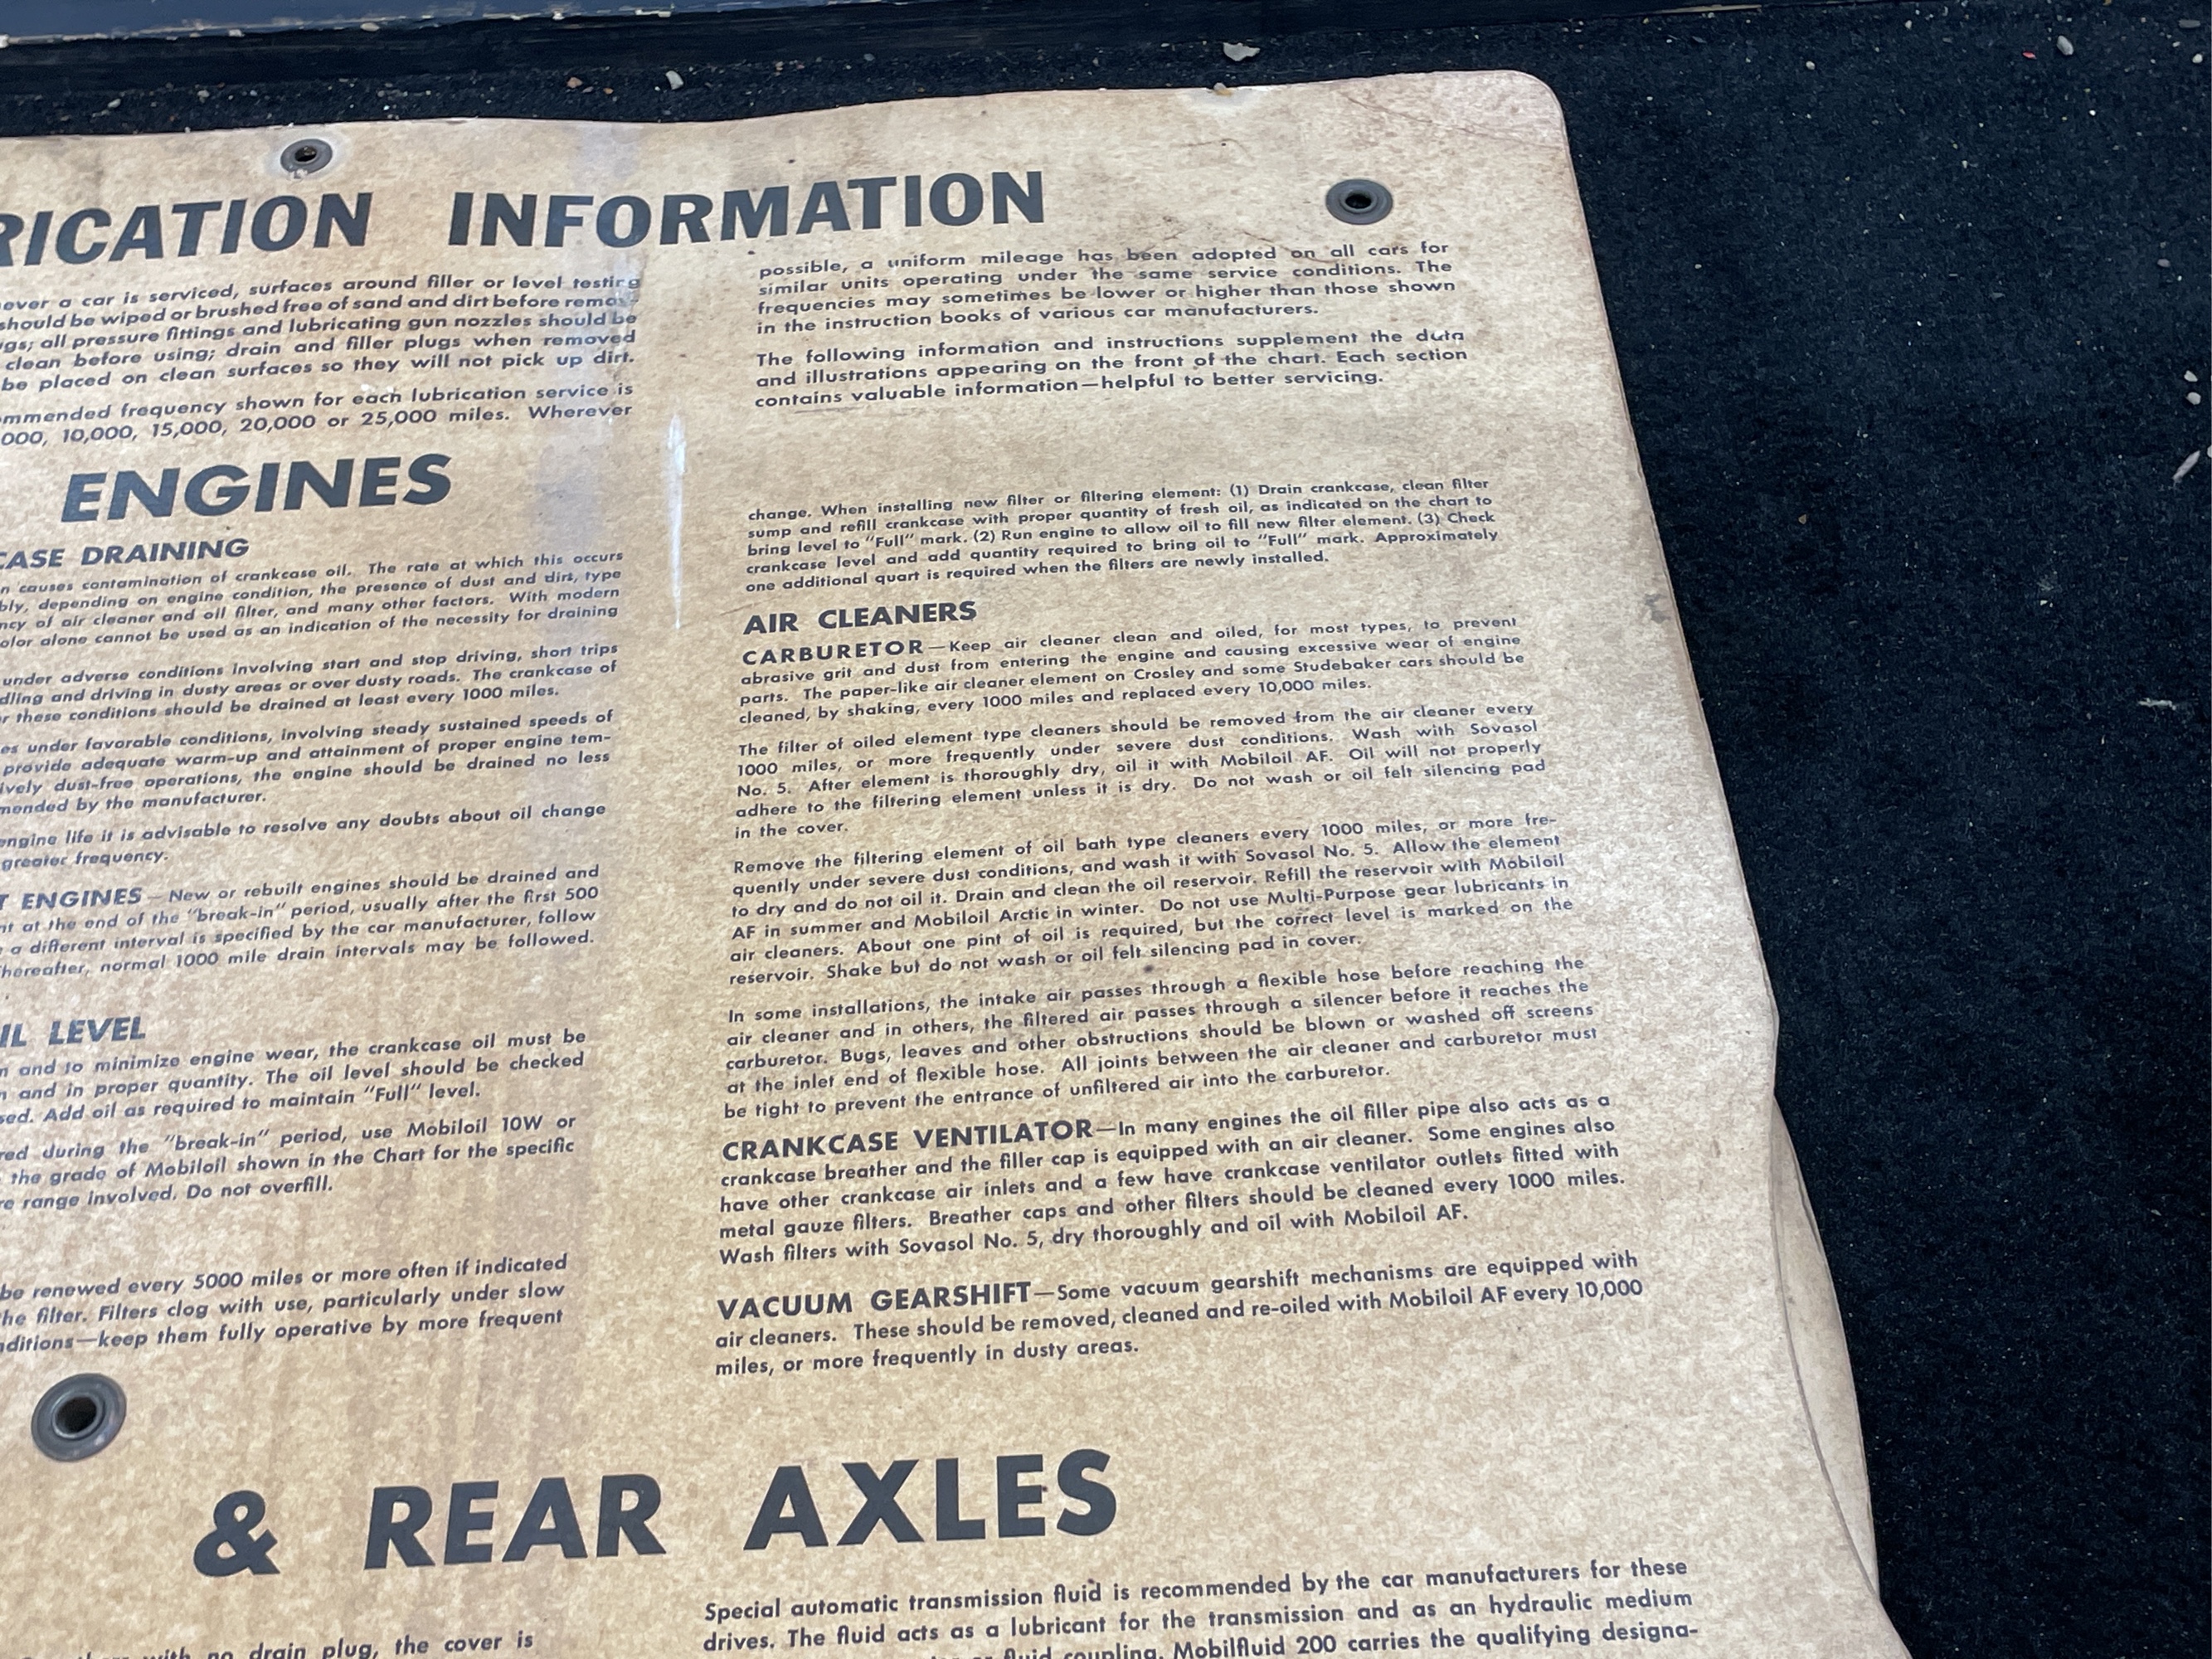 RICATION INFORMATION
ever a car is serviced, surfaces around filler or level testing
should be wiped or brushed free of sand and dirt before remov-
gs; all pressure fittings and lubricating gun nozzles should be
clean before using; drain and filler plugs when removed
be placed on clean surfaces so they will not pick up dirt.
ommended frequency shown for each lubrication service is
000, 10,000, 15,000, 20,000 or 25,000 miles. Wherever
possible, a uniform mileage has been adopted on all cars for
similar units operating under the same service conditions. The
frequencies may sometimes be lower or higher than those shown
in the instruction books of various car manufacturers.
The following information and instructions supplement the data
and illustrations appearing on the front of the chart. Each section
contains valuable information—helpful to better servicing.
ENGINES
CASE DRAINING
n causes contamination of crankcase oil. The rate at which this occurs
bly, depending on engine condition, the presence of dust and dirt, type
ncy of air cleaner and oil filter, and many other factors. With modern
olor alone cannot be used as an indication of the necessity for draining
under adverse conditions involving start and stop driving, short trips
dling and driving in dusty areas or over dusty roads. The crankcase of
r these conditions should be drained at least every 1000 miles.
es under favorable conditions, involving steady sustained speeds of
provide adequate warm-up and attainment of proper engine tem-
ively dust-free operations, the engine should be drained no less
mended by the manufacturer.
engine life it is advisable to resolve any doubts about oil change
greater frequency.
T ENGINES—New or rebuilt engines should be drained and
nt at the end of the "break-in" period, usually after the first 500
a different interval is specified by the car manufacturer, follow
hereafter, normal 1000 mile drain intervals may be followed.
IL LEVEL
n and to minimize engine wear, the crankcase oil must be
n and in proper quantity. The oil level should be checked
sed. Add oil as required to maintain "Full" level.
red during the "break-in" period, use Mobiloil 10W or
the grade of Mobiloil shown in the Chart for the specific
re range involved. Do not overfill.
be renewed every 5000 miles or more often if indicated
he filter. Filters clog with use, particularly under slow
nditions—keep them fully operative by more frequent
change. When installing new filter or filtering element: (1) Drain crankcase, clean filter
sump and refill crankcase with proper quantity of fresh oil, as indicated on the chart to
bring level to "Full" mark. (2) Run engine to allow oil to fill new filter element. (3) Check
crankcase level and add quantity required to bring oil to "Full" mark. Approximately
one additional quart is required when the filters are newly installed.
AIR CLEANERS
CARBURETOR—Keep air cleaner clean and oiled, for most types, to prevent
abrasive grit and dust from entering the engine and causing excessive wear of engine
parts. The paper-like air cleaner element on Crosley and some Studebaker cars should be
cleaned, by shaking, every 1000 miles and replaced every 10,000 miles.
The filter of oiled element type cleaners should be removed from the air cleaner every
1000 miles, or more frequently under severe dust conditions. Wash with Sovasol
No. 5. After element is thoroughly dry, oil it with Mobiloil AF. Oil will not properly
adhere to the filtering element unless it is dry. Do not wash or oil felt silencing pad
in the cover.
Remove the filtering element of oil bath type cleaners every 1000 miles, or more fre-
quently under severe dust conditions, and wash it with Sovasol No. 5. Allow the element
to dry and do not oil it. Drain and clean the oil reservoir. Refill the reservoir with Mobiloil
AF in summer and Mobiloil Arctic in winter. Do not use Multi-Purpose gear lubricants in
air cleaners. About one pint of oil is required, but the correct level is marked on the
reservoir. Shake but do not wash or oil felt silencing pad in cover.
In some installations, the intake air passes through a flexible hose before reaching the
air cleaner and in others, the filtered air passes through a silencer before it reaches the
carburetor. Bugs, leaves and other obstructions should be blown or washed off screens
at the inlet end of flexible hose. All joints between the air cleaner and carburetor must
be tight to prevent the entrance of unfiltered air into the carburetor.
CRANKCASE VENTILATOR—In many engines the oil filler pipe also acts as a
crankcase breather and the filler cap is equipped with an air cleaner. Some engines also
have other crankcase air inlets and a few have crankcase ventilator outlets fitted with
metal gauze filters. Breather caps and other filters should be cleaned every 1000 miles.
Wash filters with Sovasol No. 5, dry thoroughly and oil with Mobiloil AF.
VACUUM GEARSHIFT—Some vacuum gearshift mechanisms are equipped with
air cleaners. These should be removed, cleaned and re-oiled with Mobiloil AF every 10,000
miles, or more frequently in dusty areas.
& REAR AXLES
with no drain plug, the cover is
Special automatic transmission fluid is recommended by the car manufacturers for these
drives. The fluid acts as a lubricant for the transmission and as an hydraulic medium
fluid coupling. Mobilfluid 200 carries the qualifying designa-